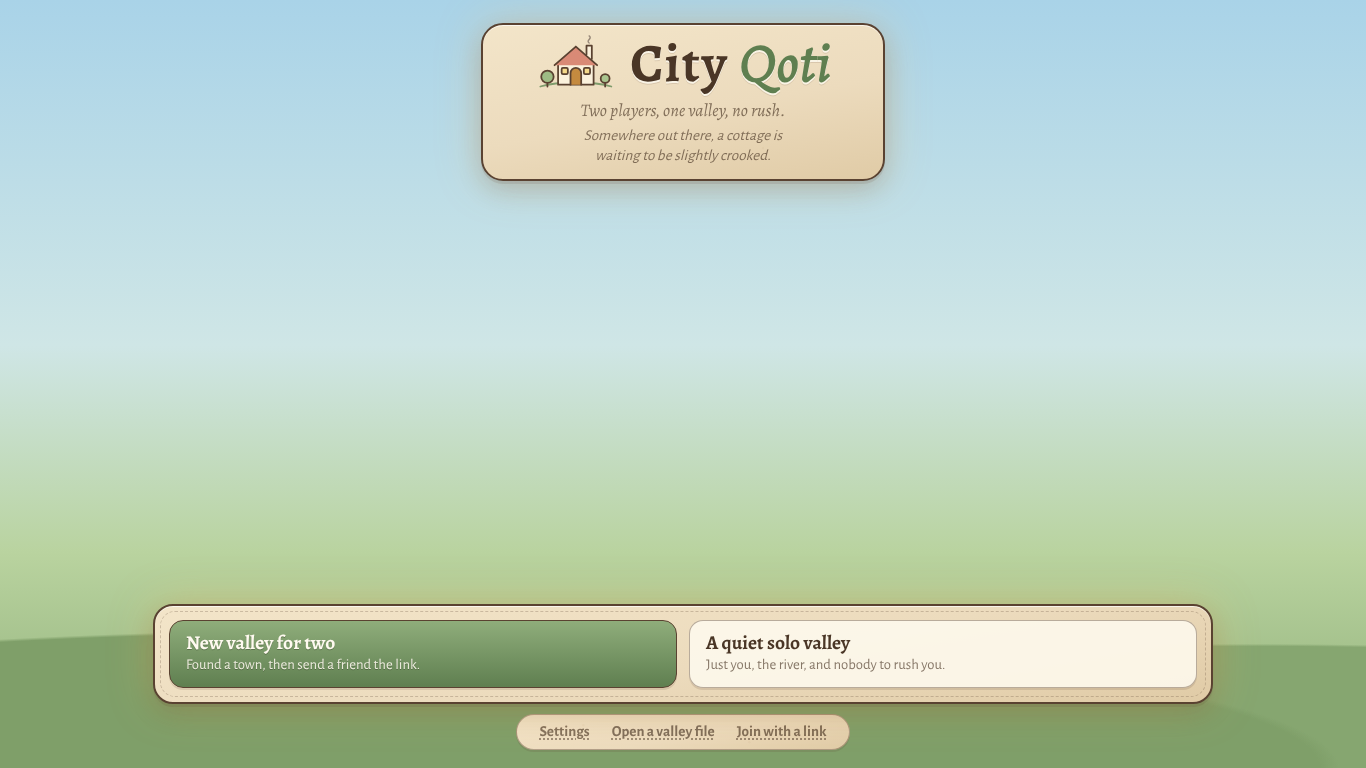 City Qoti
Two players, one valley, no rush.
Somewhere out there, a cottage is
waiting to be slightly crooked.
New valley for two
Found a town, then send a friend the link.
A quiet solo valley
Just you, the river, and nobody to rush you.
Settings
Open a valley file
Join with a link